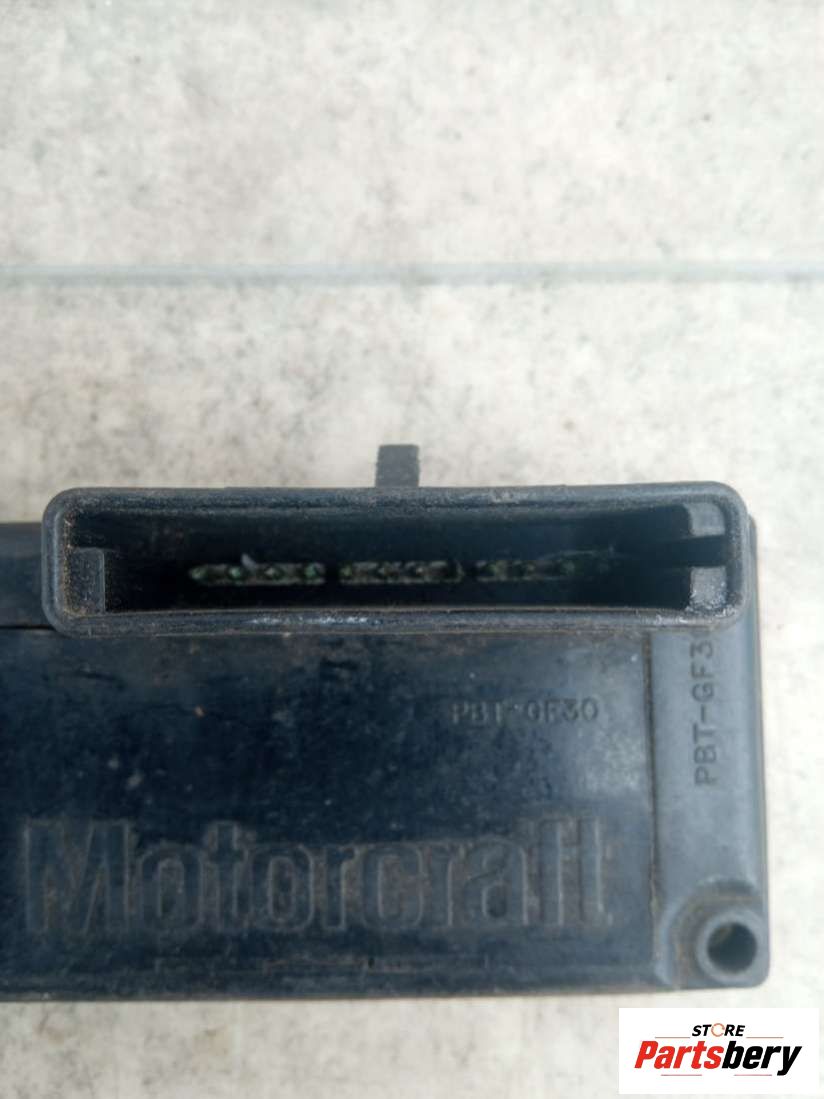 PBT-GF30
PBT-GF3
Motorcraft
STORE
Partsbery